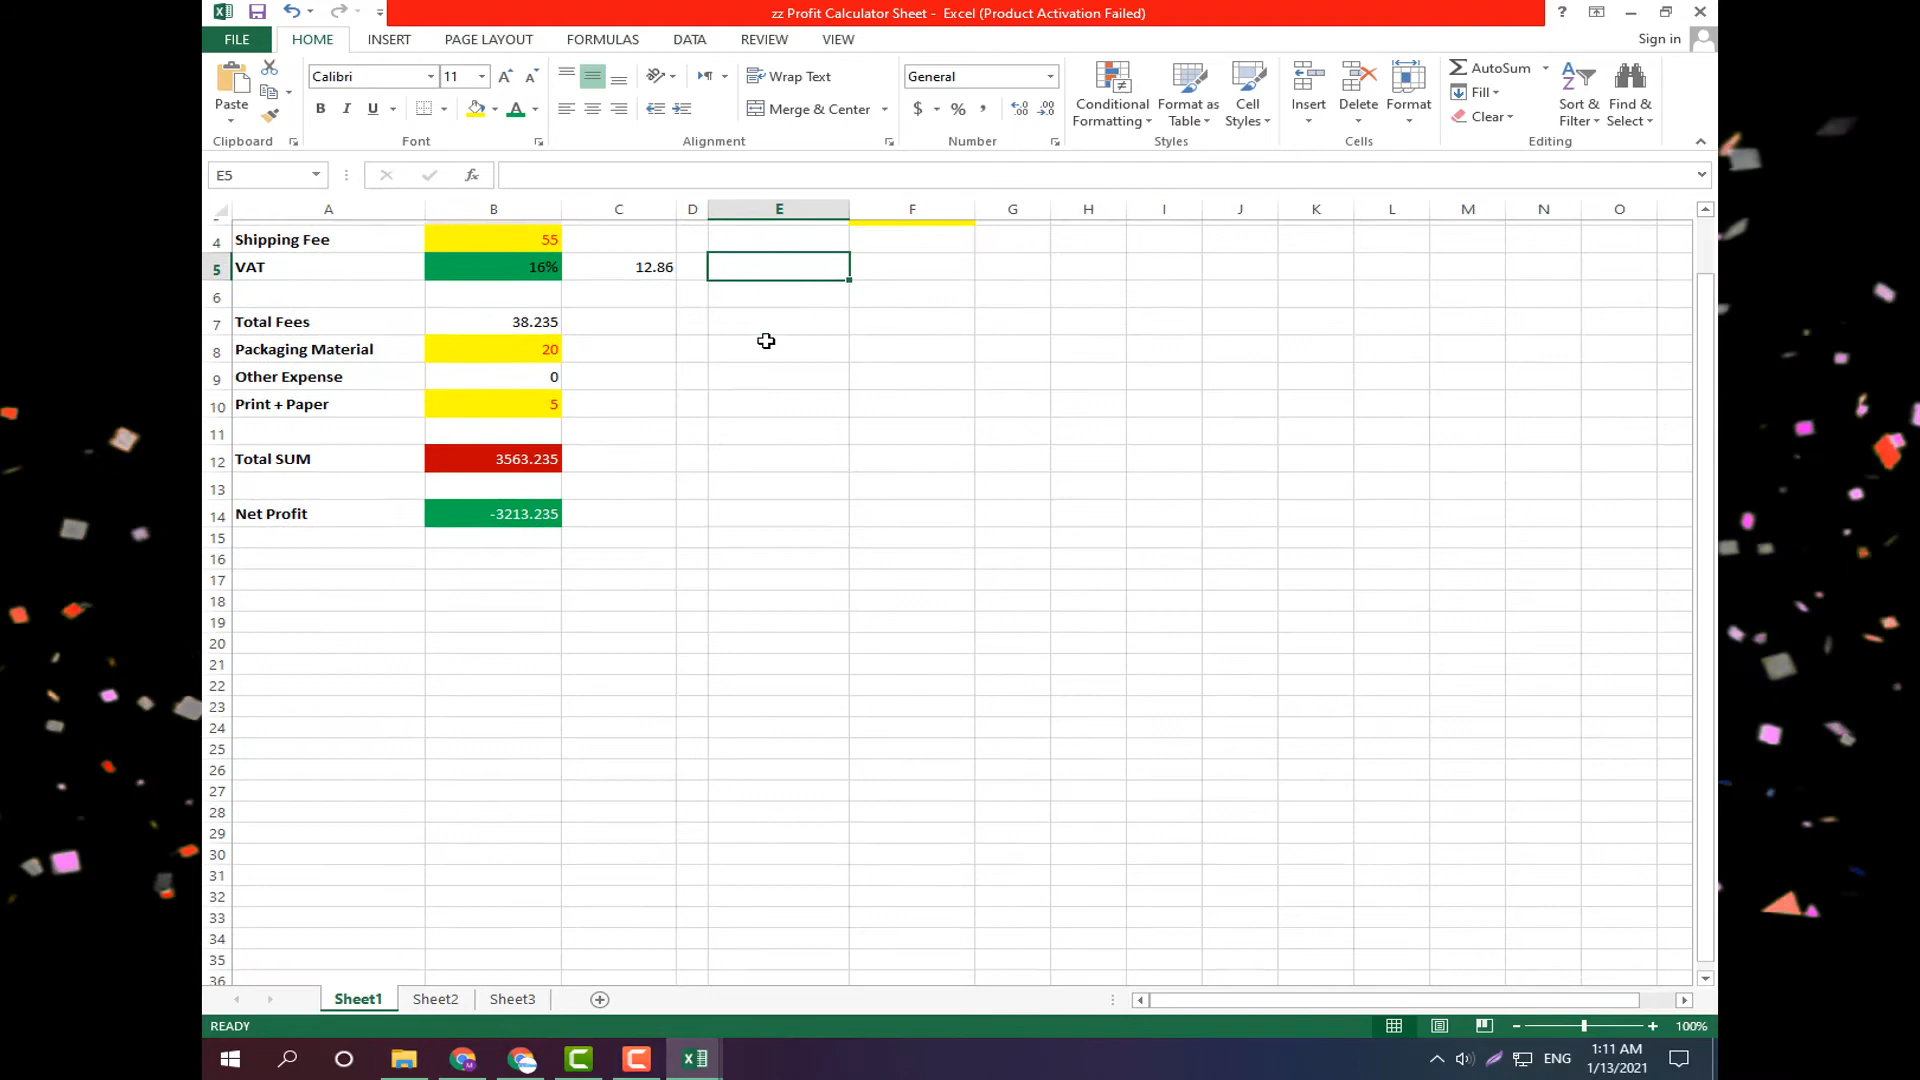 zz Profit Calculator Sheet - Excel (Product Activation Failed)
FILE HOME INSERT PAGE LAYOUT FORMULAS DATA REVIEW VIEW Sign in
Paste
Calibri 11
B I U
Wrap Text
Merge & Center
General
$ % ,
Conditional Formatting
Format as Table
Cell Styles
Insert
Delete
Format
AutoSum
Fill
Clear
Sort & Filter
Find & Select
Clipboard Font Alignment Number Styles Cells Editing
E5 fx
A B C D E F G H I J K L M N O
4 Shipping Fee 55
5 VAT 16% 12.86
6
7 Total Fees 38.235
8 Packaging Material 20
9 Other Expense 0
10 Print + Paper 5
11
12 Total SUM 3563.235
13
14 Net Profit -3213.235
15
16
17
18
19
20
21
22
23
24
25
26
27
28
29
30
31
32
33
34
35
36
Sheet1 Sheet2 Sheet3
READY 100%
ENG 1:11 AM
1/13/2021